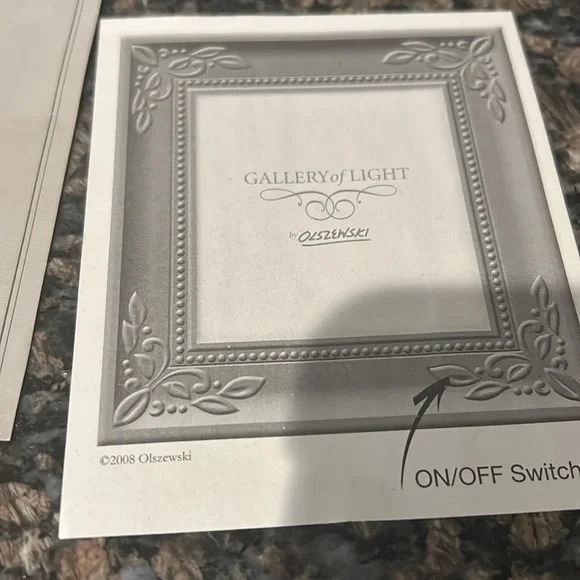 GALLERY of LIGHT
by OLSZEWSKI
©2008 Olszewski
ON/OFF Switch